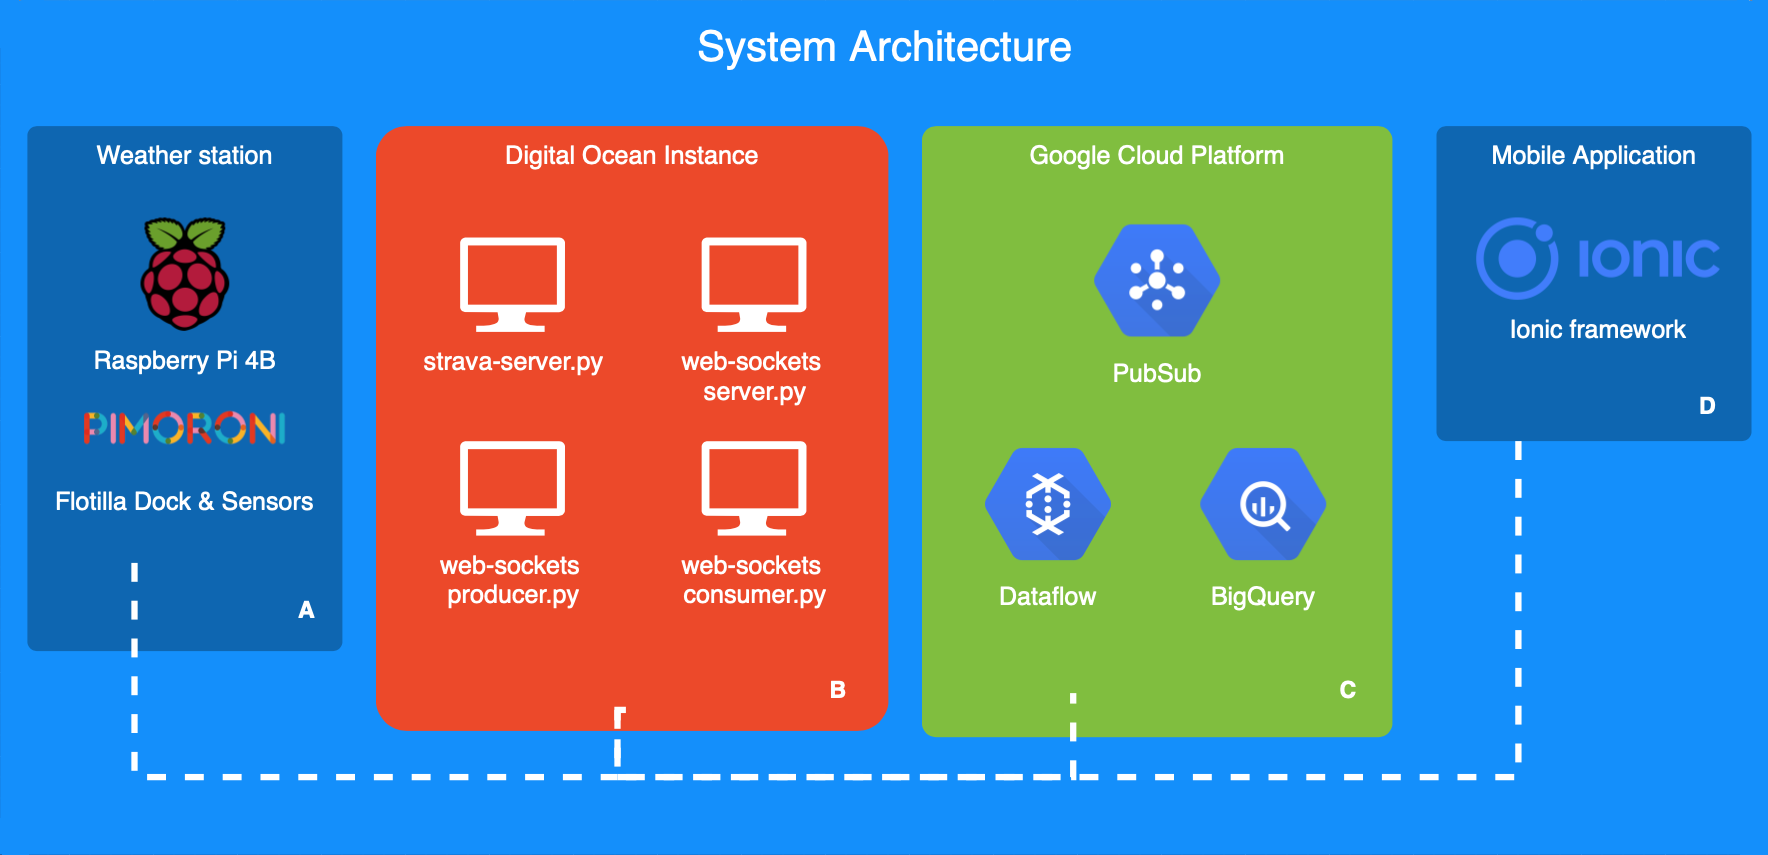 System Architecture
Weather station
Raspberry Pi 4B
PIMORONI
Flotilla Dock & Sensors
A
Digital Ocean Instance
strava-server.py
web-sockets
server.py
web-sockets
producer.py
web-sockets
consumer.py
B
Google Cloud Platform
PubSub
Dataflow
BigQuery
C
Mobile Application
IONIC
Ionic framework
D